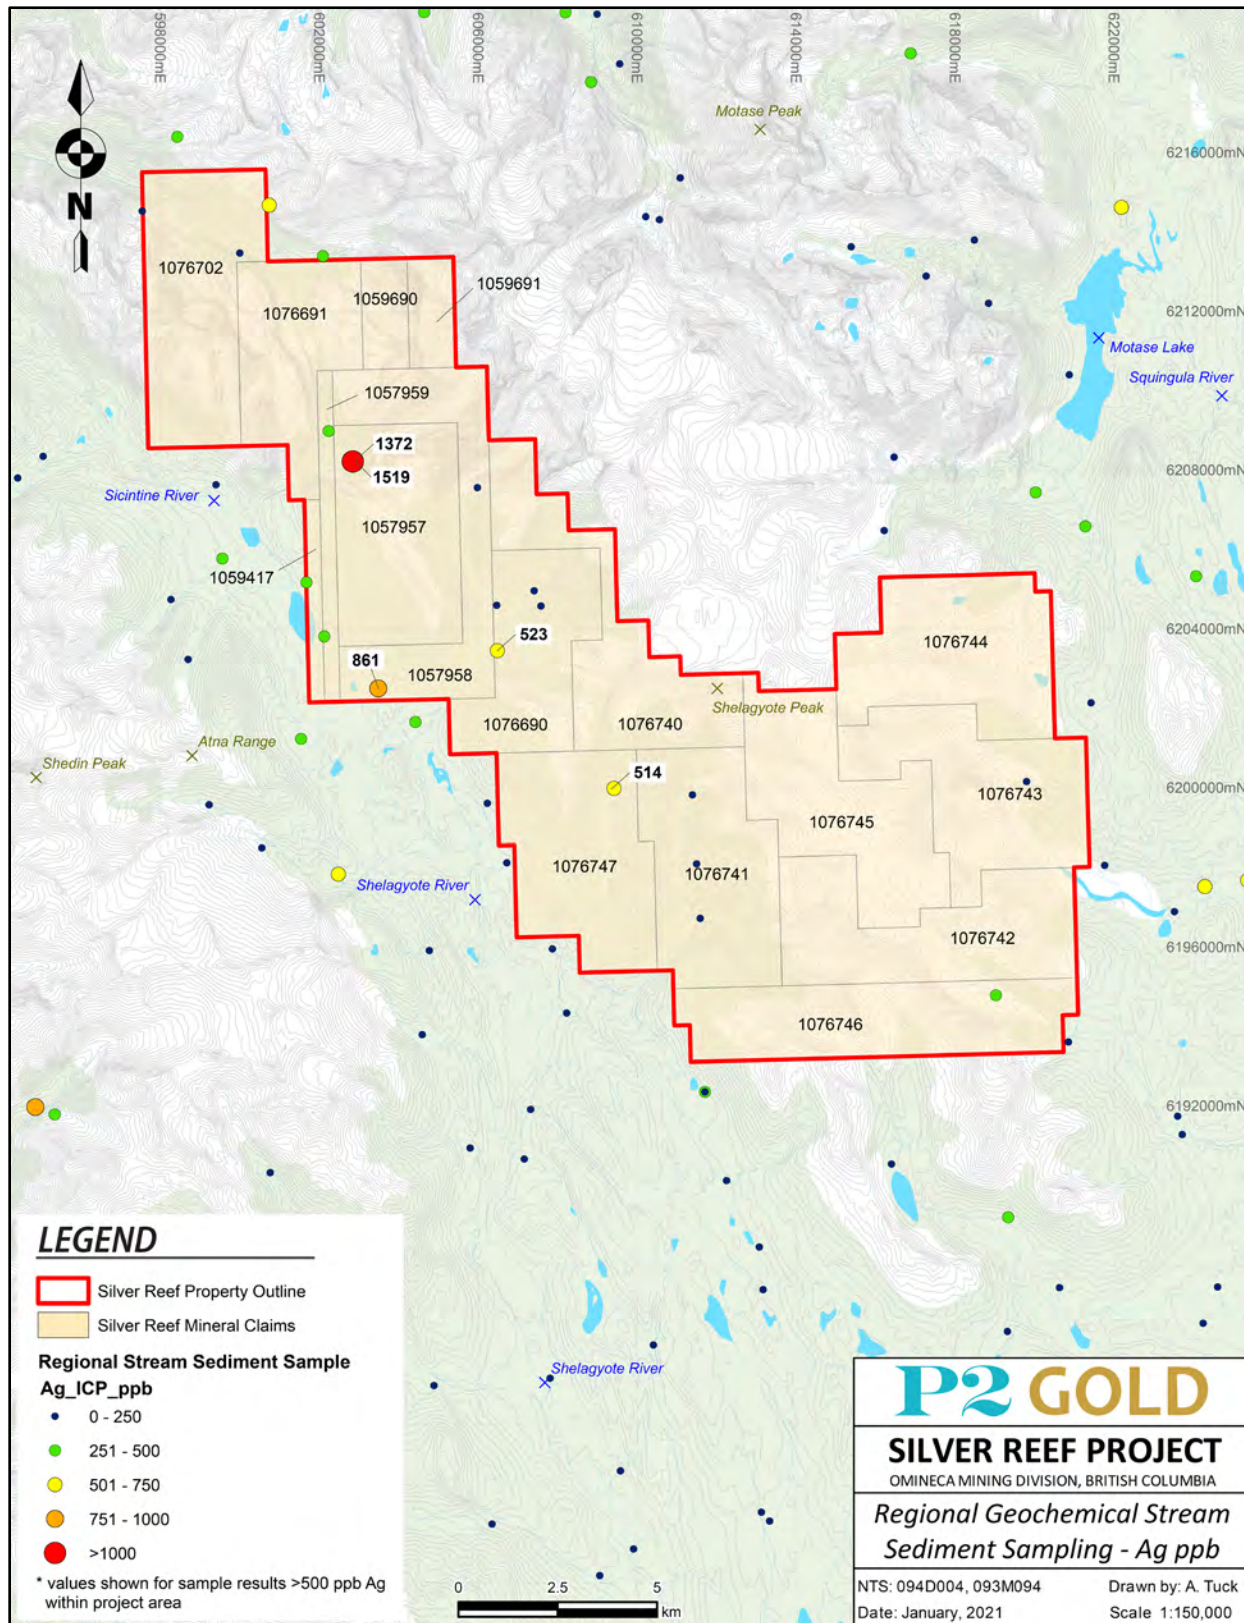 598000mE
602000mE
606000mE
610000mE
614000mE
618000mE
622000mE
Motase Peak
6216000mN
N
1076702
1059691
1059690
1076691
6212000mN
Motase Lake
Squingula River
1057959
1372
1519
6208000mN
Sicintine River
1057957
1059417
6204000mN
523
1076744
861
1057958
Shelagyote Peak
1076690
1076740
Atna Range
Shedin Peak
514
6200000mN
1076743
1076745
1076747
1076741
Shelagyote River
1076742
6196000mN
1076746
6192000mN
LEGEND
Silver Reef Property Outline
Silver Reef Mineral Claims
Regional Stream Sediment Sample
Ag_ICP_ppb
0 - 250
251 - 500
501 - 750
751 - 1000
>1000
* values shown for sample results >500 ppb Ag
within project area
Shelagyote River
0 2.5 5
km
P2 GOLD
SILVER REEF PROJECT
OMINECA MINING DIVISION, BRITISH COLUMBIA
Regional Geochemical Stream
Sediment Sampling - Ag ppb
NTS: 094D004, 093M094 Drawn by: A. Tuck
Date: January, 2021 Scale 1:150,000